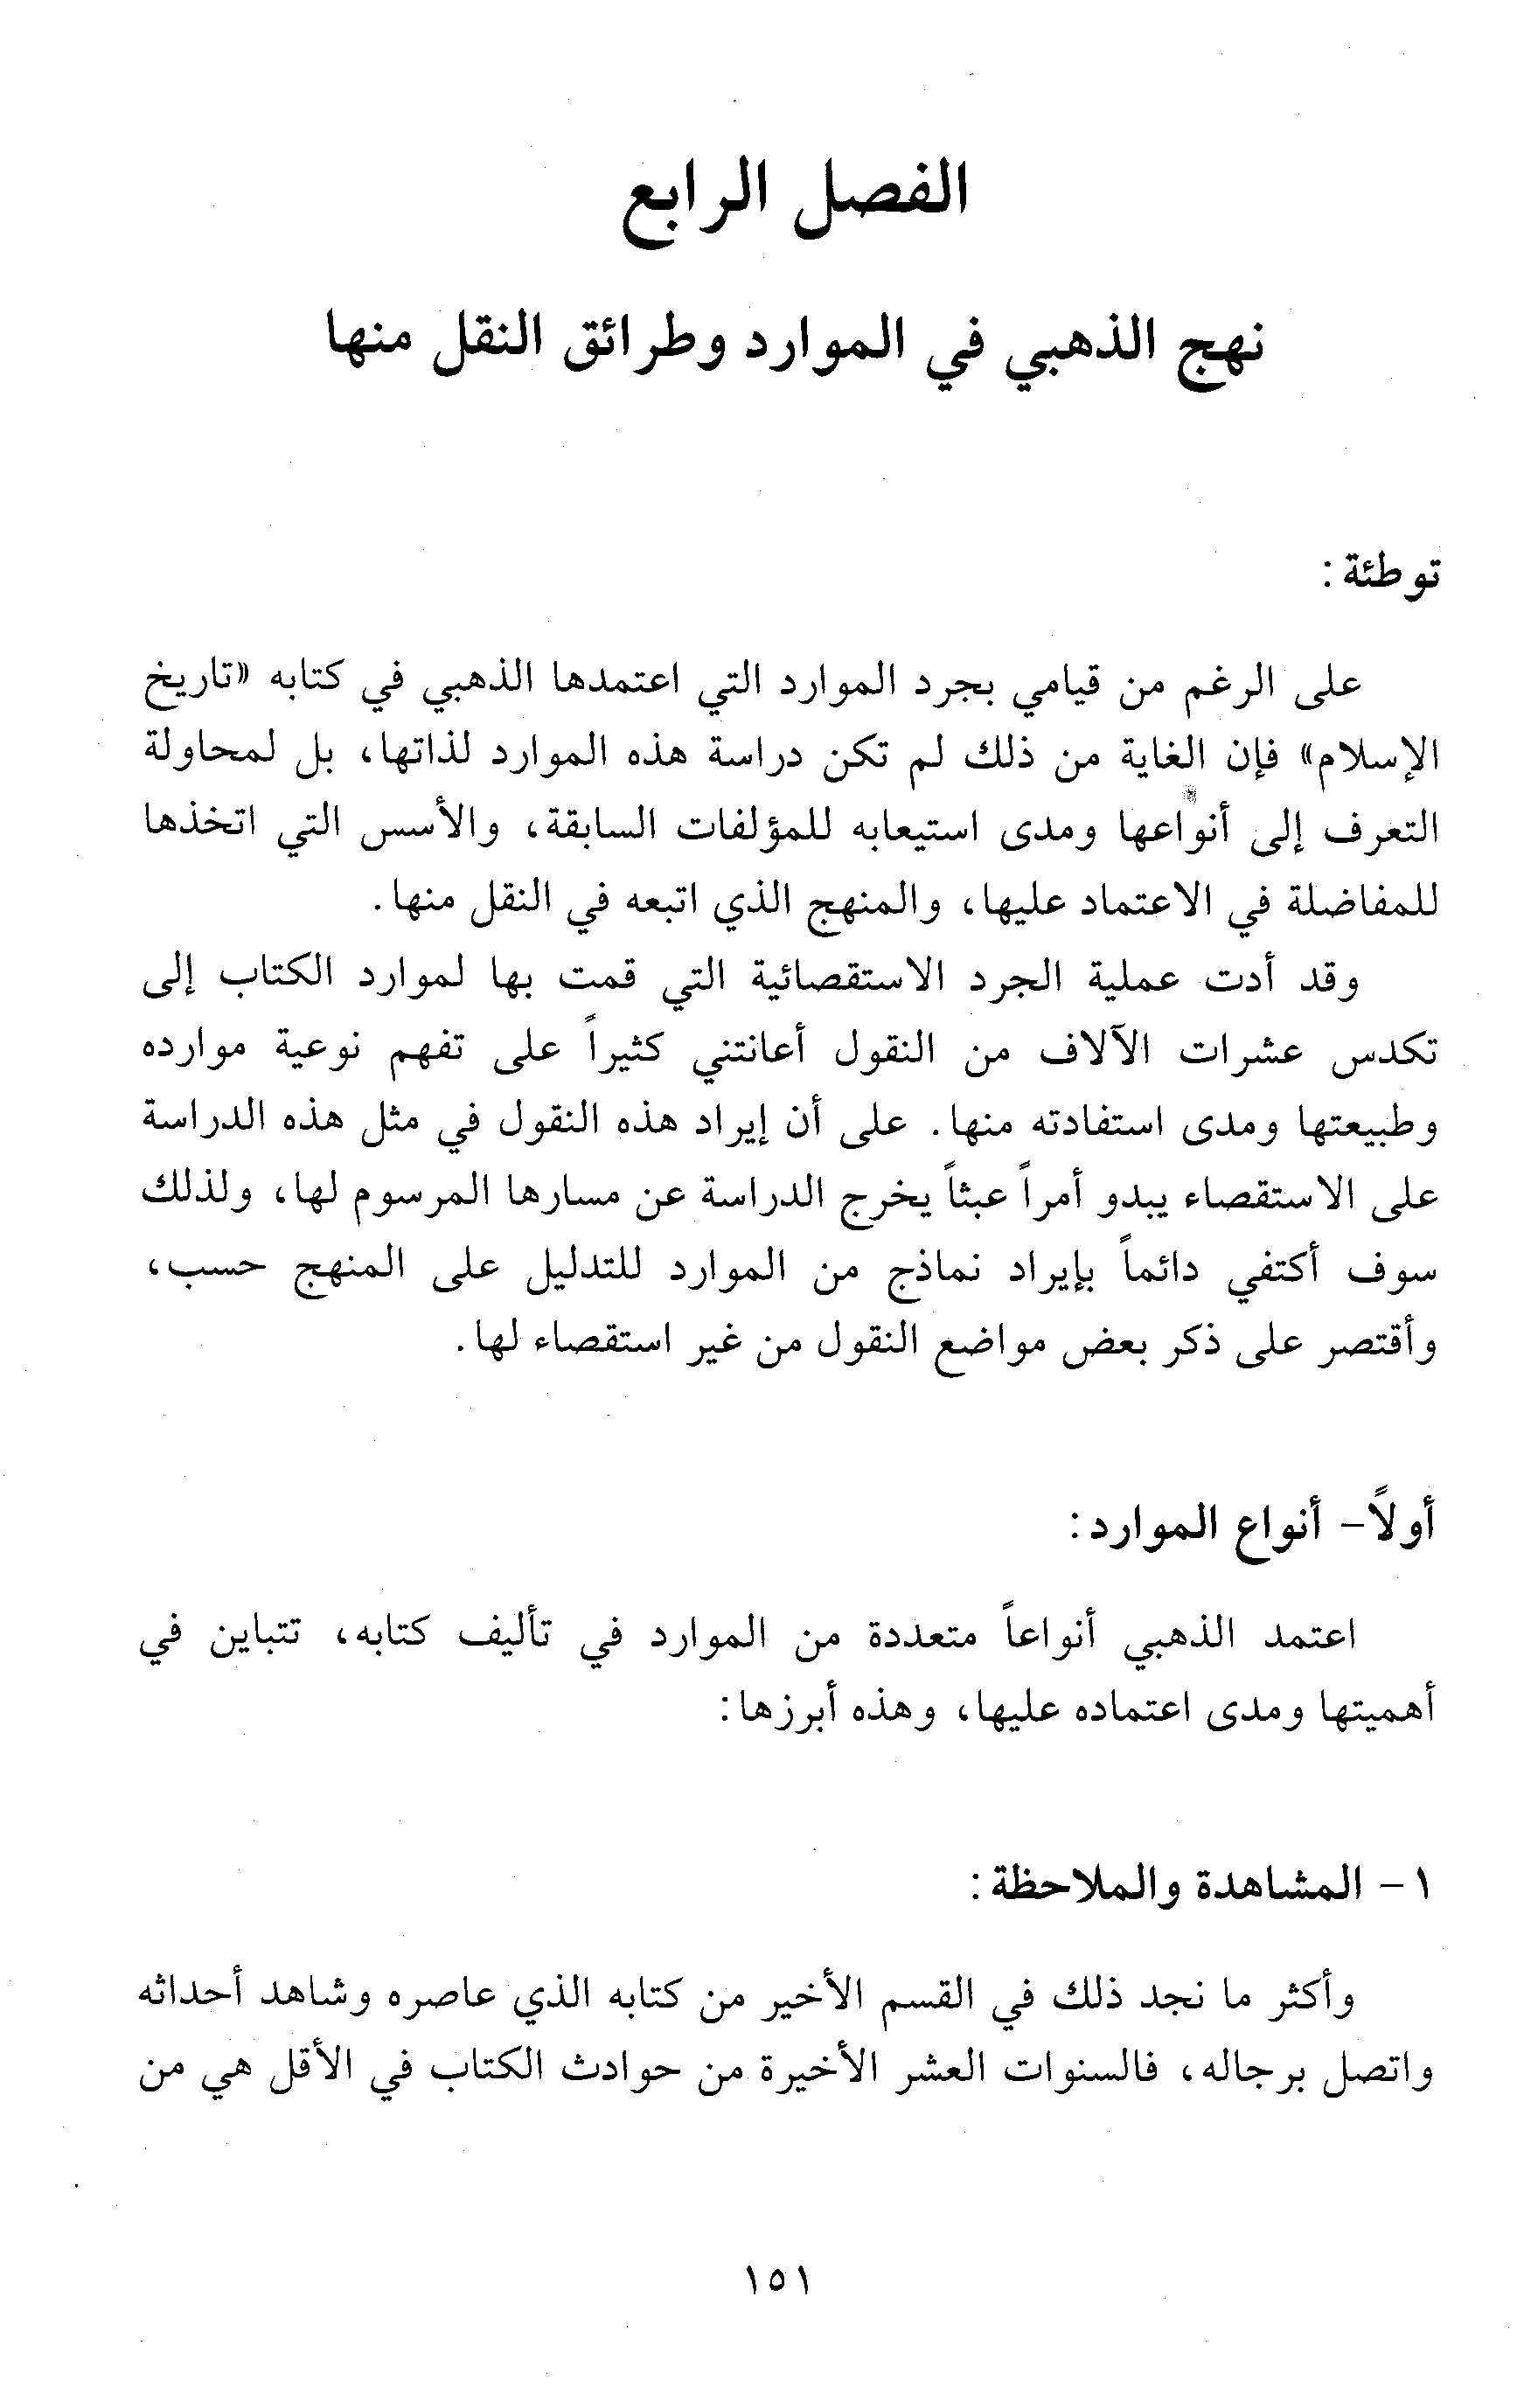 الفصل الرابع
نهج الذهبي في الموارد وطرائق النقل منها
توطئة :
على الرغم من قيامي بجرد الموارد التي اعتمدها الذهبي في كتابه «تاريخ
الإسلام» فإن الغاية من ذلك لم تكن دراسة هذه الموارد لذاتها، بل لمحاولة
التعرف إلى أنواعها ومدى استيعابه للمؤلفات السابقة، والأسس التي اتخذها
للمفاضلة في الاعتماد عليها، والمنهج الذي اتبعه في النقل منها.
وقد أدت عملية الجرد الاستقصائية التي قمت بها لموارد الكتاب إلى
تكدس عشرات الآلاف من النقول أعانتني كثيراً على تفهم نوعية موارده
وطبيعتها ومدى استفادته منها. على أن إيراد هذه النقول في مثل هذه الدراسة
على الاستقصاء يبدو أمراً عبثاً يخرج الدراسة عن مسارها المرسوم لها، ولذلك
سوف أكتفي دائماً بإيراد نماذج من الموارد للتدليل على المنهج حسب،
وأقتصر على ذكر بعض مواضع النقول من غير استقصاء لها.
أولاً- أنواع الموارد:
اعتمد الذهبي أنواعاً متعددة من الموارد في تأليف كتابه، تتباين في
أهميتها ومدى اعتماده عليها، وهذه أبرزها:
١- المشاهدة والملاحظة:
وأكثر ما نجد ذلك في القسم الأخير من كتابه الذي عاصره وشاهد أحداثه
واتصل برجاله، فالسنوات العشر الأخيرة من حوادث الكتاب في الأقل هي من
١٥١